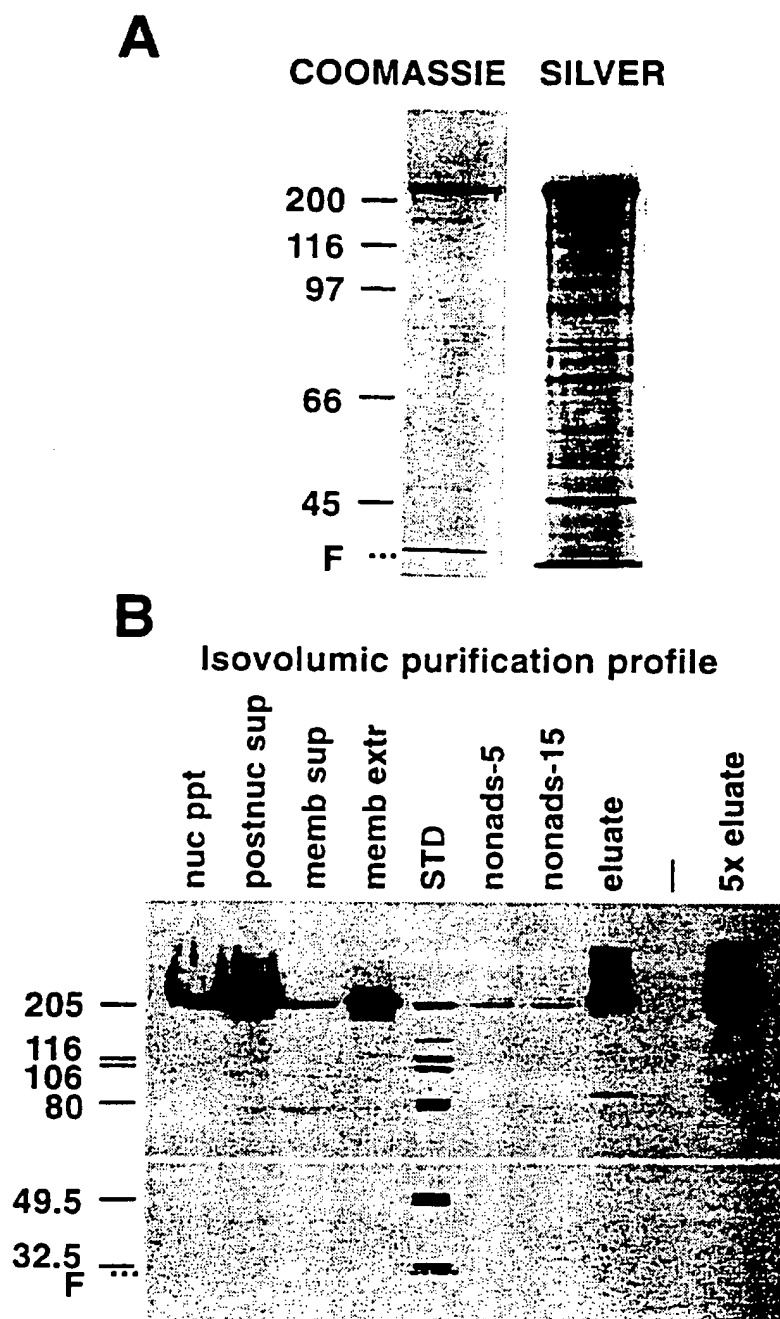 A
COOMASSIE SILVER
200
116
97
66
45
F
B
Isovolumic purification profile
nuc ppt
postnuc sup
memb sup
memb extr
STD
nonads-5
nonads-15
eluate
5x eluate
205
116
106
80
49.5
32.5
F